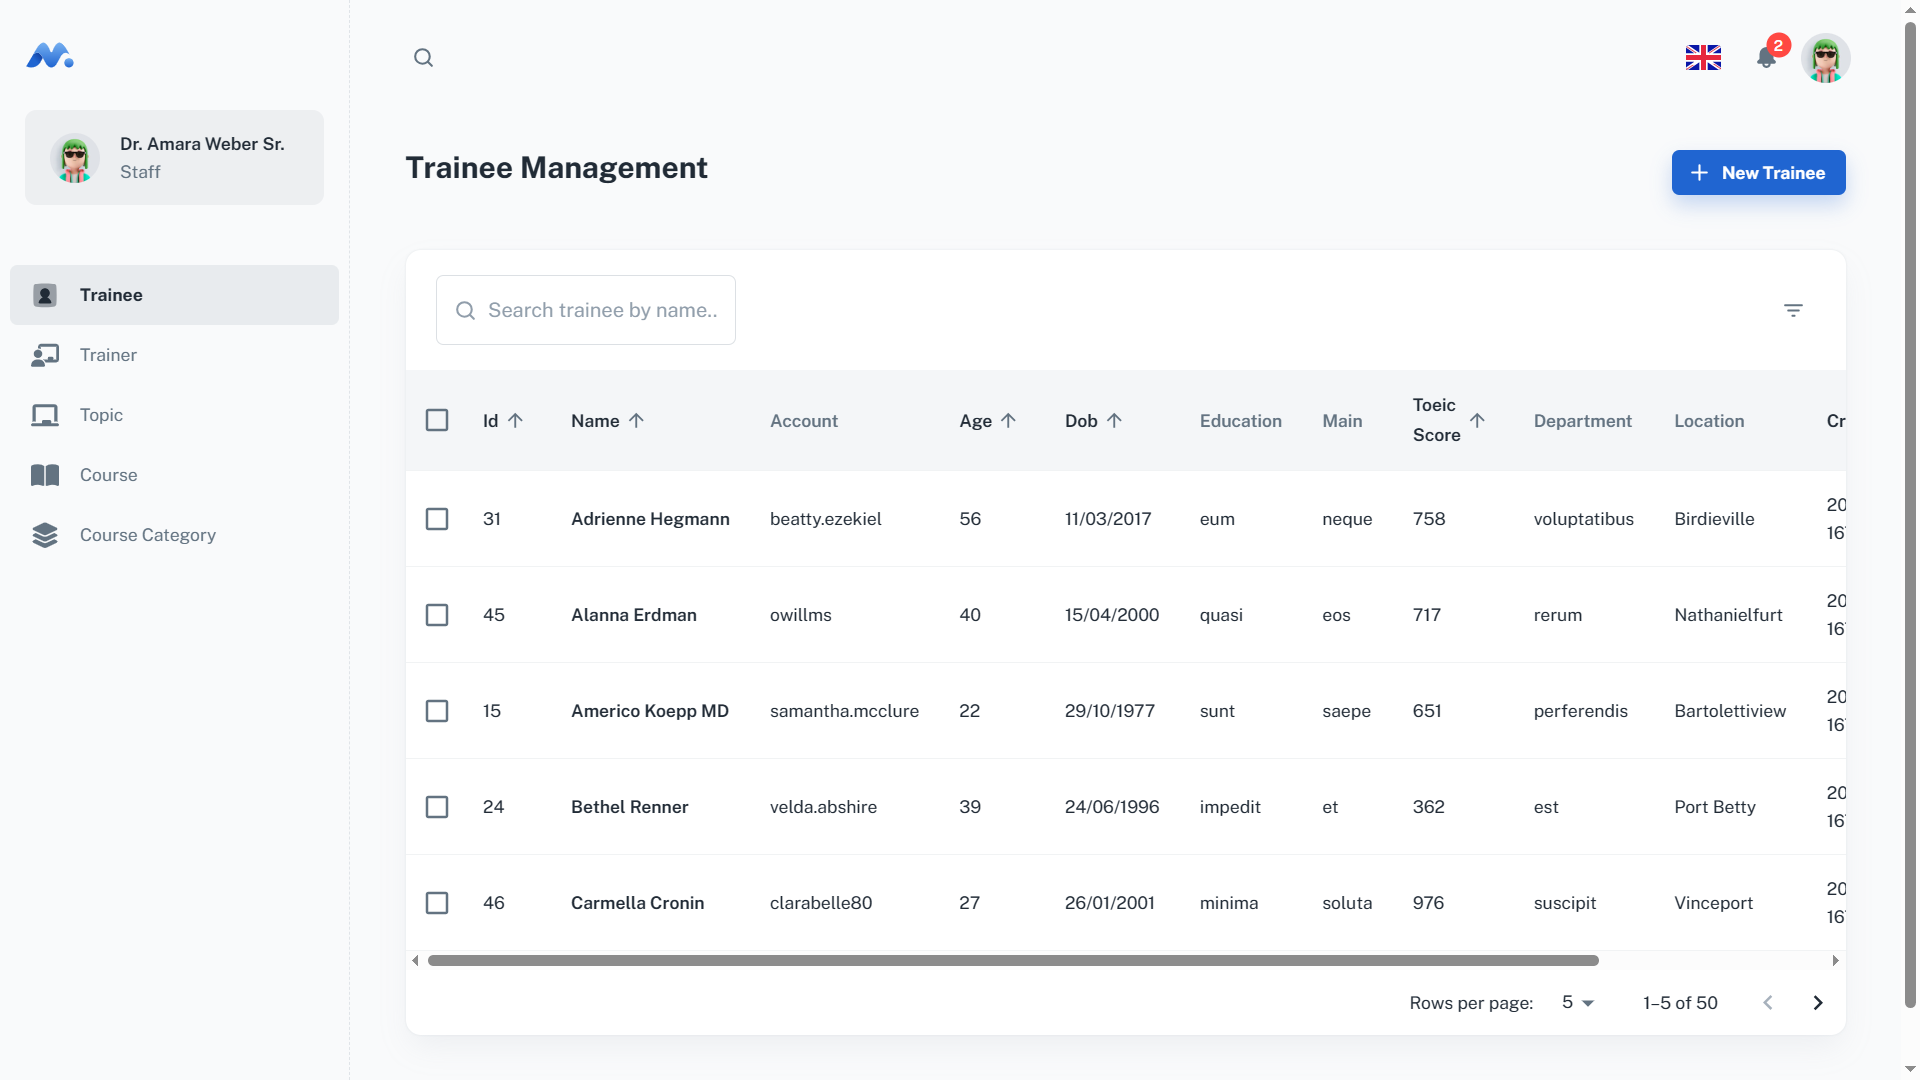 2
Dr. Amara Weber Sr.
Staff
Trainee Management
New Trainee
Trainee
Trainer
Topic
Course
Course Category
Search trainee by name..
Id Name Account Age Dob Education Main Toeic Score Department Location Cr
31 Adrienne Hegmann beatty.ezekiel 56 11/03/2017 eum neque 758 voluptatibus Birdieville 20
16
45 Alanna Erdman owillms 40 15/04/2000 quasi eos 717 rerum Nathanielfurt 20
16
15 Americo Koepp MD samantha.mcclure 22 29/10/1977 sunt saepe 651 perferendis Bartolettiview 20
16
24 Bethel Renner velda.abshire 39 24/06/1996 impedit et 362 est Port Betty 20
16
46 Carmella Cronin clarabelle80 27 26/01/2001 minima soluta 976 suscipit Vinceport 20
16
Rows per page: 5 1–5 of 50